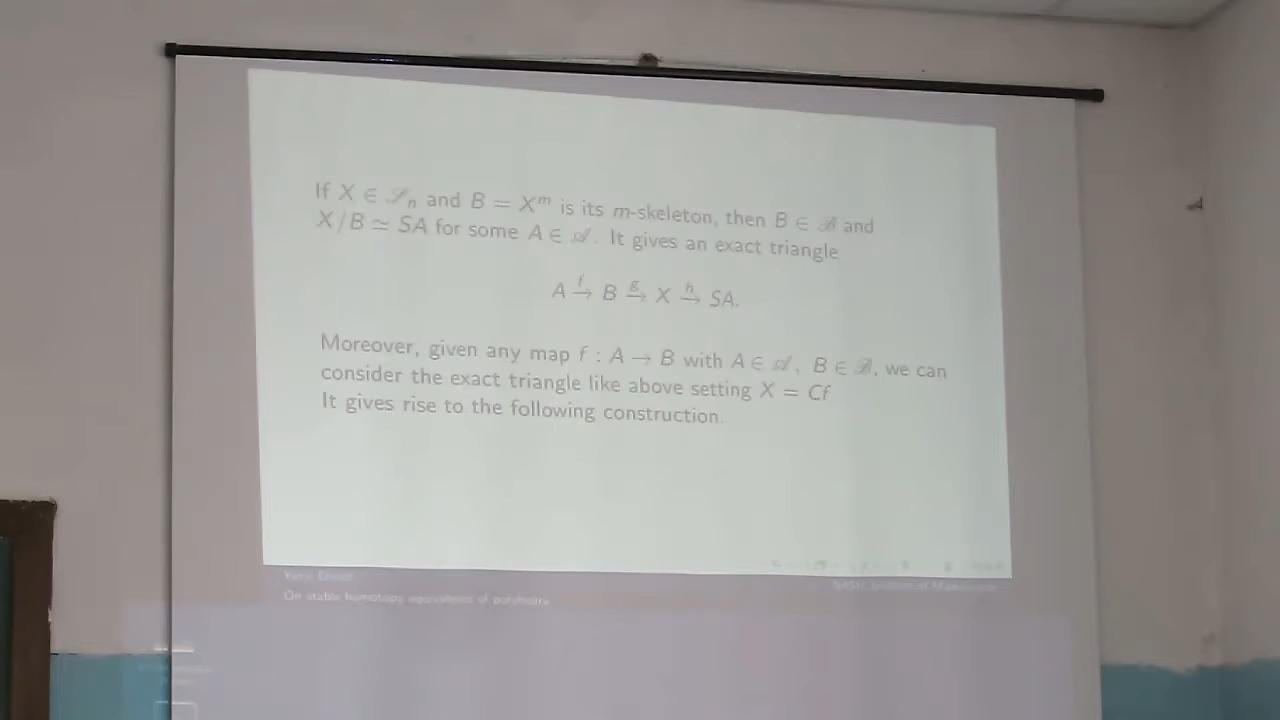 If X ∈ 𝒮ₙ and B = Xᵐ is its m-skeleton, then B ∈ ℬ and
X/B ≃ SA for some A ∈ 𝒜. It gives an exact triangle
A →ᶠ B →ᵍ X →ʰ SA.
Moreover, given any map f : A → B with A ∈ 𝒜, B ∈ ℬ, we can
consider the exact triangle like above setting X = Cf
It gives rise to the following construction.
On stable homotopy equivalences of polyhedra